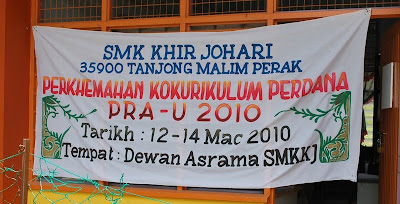 SMK KHIR JOHARI
35900 TANJONG MALIM PERAK
PERKHEMAHAN KOKURIKULUM PERDANA
PRA-U 2010
Tarikh : 12-14 Mac 2010
Tempat : Dewan Asrama SMKKJ